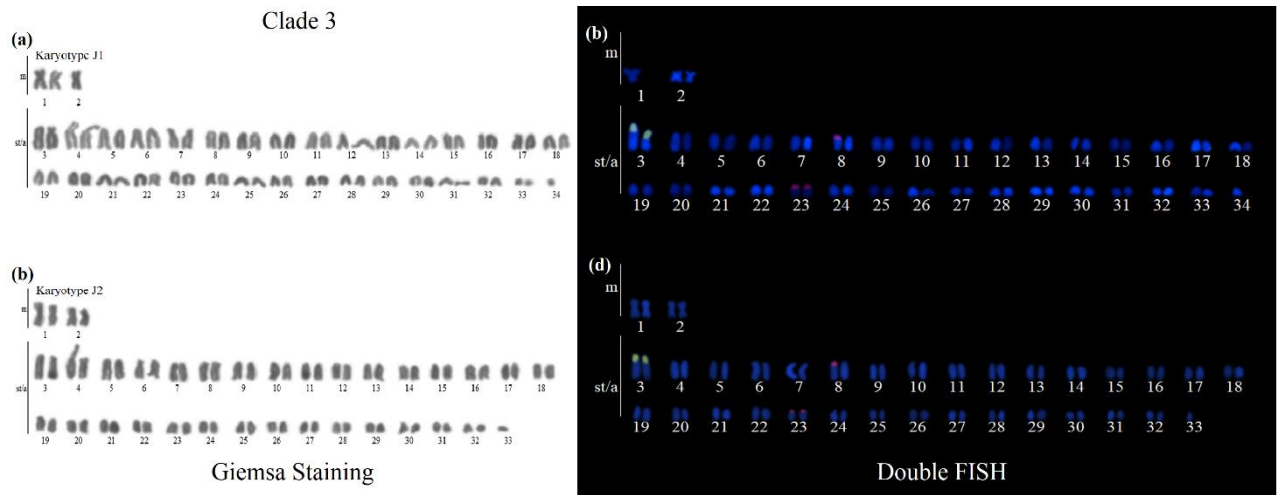 Clade 3
(a)
Karyotype J1
m
1 2
st/a
3 4 5 6 7 8 9 10 11 12 13 14 15 16 17 18
19 20 21 22 23 24 25 26 27 28 29 30 31 32 33 34
(b)
Karyotype J2
m
1 2
st/a
3 4 5 6 7 8 9 10 11 12 13 14 15 16 17 18
19 20 21 22 23 24 25 26 27 28 29 30 31 32 33
Giemsa Staining
(b)
m
1 2
st/a
3 4 5 6 7 8 9 10 11 12 13 14 15 16 17 18
19 20 21 22 23 24 25 26 27 28 29 30 31 32 33 34
(d)
m
1 2
st/a
3 4 5 6 7 8 9 10 11 12 13 14 15 16 17 18
19 20 21 22 23 24 25 26 27 28 29 30 31 32 33
Double FISH